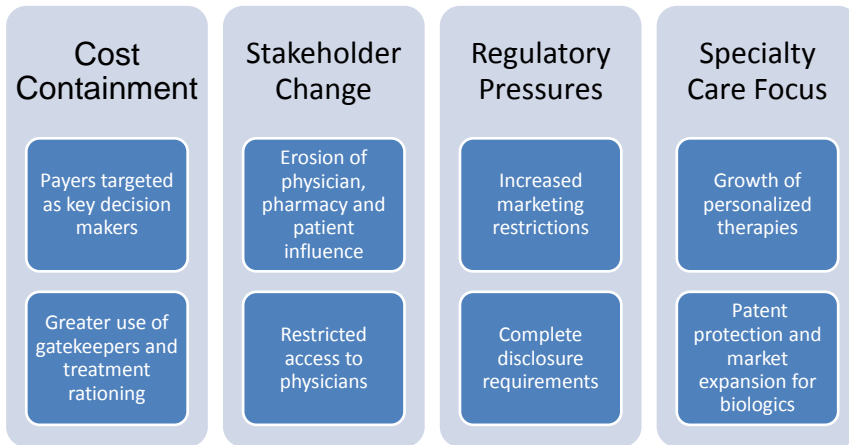 Cost
Containment
Payers targeted
as key decision
makers
Greater use of
gatekeepers and
treatment
rationing
Stakeholder
Change
Erosion of
physician,
pharmacy and
patient
influence
Restricted
access to
physicians
Regulatory
Pressures
Increased
marketing
restrictions
Complete
disclosure
requirements
Specialty
Care Focus
Growth of
personalized
therapies
Patent
protection and
market
expansion for
biologics